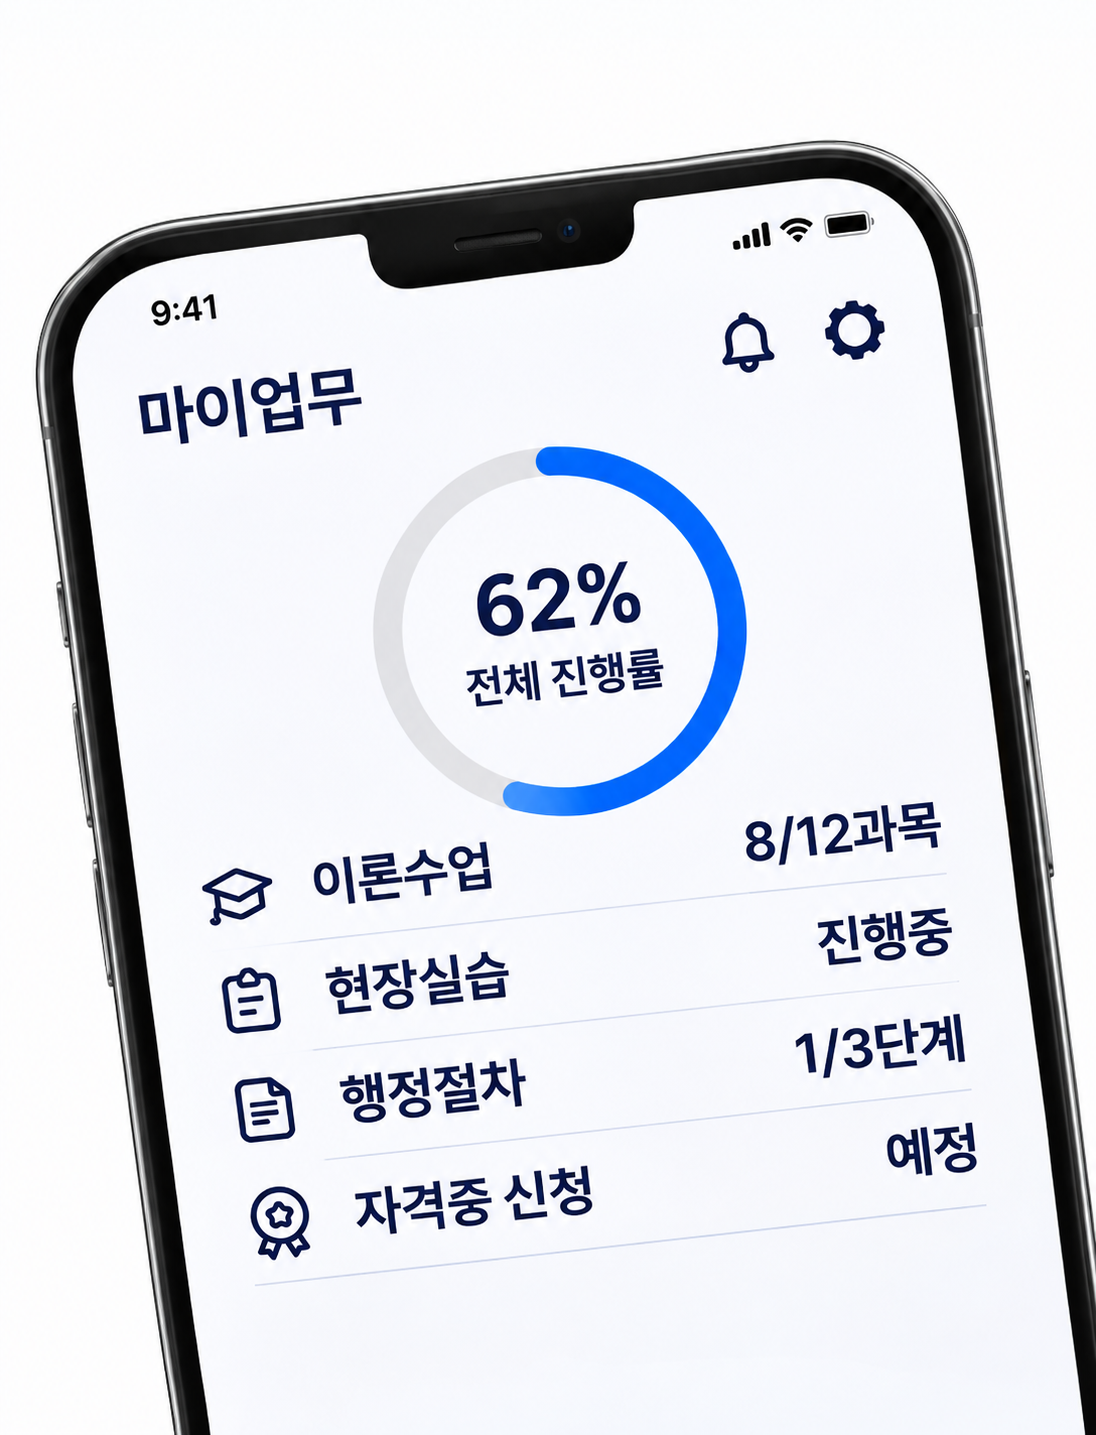 9:41
마이업무
62%
전체 진행률
이론수업 8/12과목
현장실습 진행중
행정절차 1/3단계
자격중 신청 예정